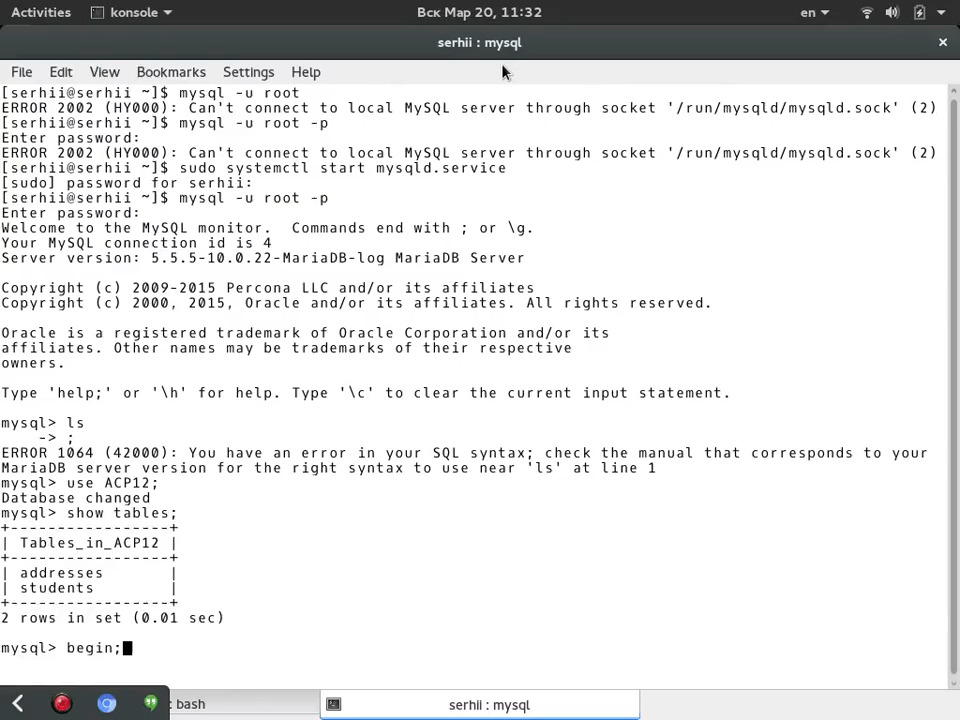 Activities konsole Вск Мар 20, 11:32 en
serhii : mysql
File Edit View Bookmarks Settings Help
[serhii@serhii ~]$ mysql -u root
ERROR 2002 (HY000): Can't connect to local MySQL server through socket '/run/mysqld/mysqld.sock' (2)
[serhii@serhii ~]$ mysql -u root -p
Enter password:
ERROR 2002 (HY000): Can't connect to local MySQL server through socket '/run/mysqld/mysqld.sock' (2)
[serhii@serhii ~]$ sudo systemctl start mysqld.service
[sudo] password for serhii:
[serhii@serhii ~]$ mysql -u root -p
Enter password:
Welcome to the MySQL monitor.  Commands end with ; or \g.
Your MySQL connection id is 4
Server version: 5.5.5-10.0.22-MariaDB-log MariaDB Server
Copyright (c) 2009-2015 Percona LLC and/or its affiliates
Copyright (c) 2000, 2015, Oracle and/or its affiliates. All rights reserved.
Oracle is a registered trademark of Oracle Corporation and/or its
affiliates. Other names may be trademarks of their respective
owners.
Type 'help;' or '\h' for help. Type '\c' to clear the current input statement.
mysql> ls
    -> ;
ERROR 1064 (42000): You have an error in your SQL syntax; check the manual that corresponds to your
MariaDB server version for the right syntax to use near 'ls' at line 1
mysql> use ACP12;
Database changed
mysql> show tables;
+-----------------+
| Tables_in_ACP12 |
+-----------------+
| addresses       |
| students        |
+-----------------+
2 rows in set (0.01 sec)
mysql> begin;
: bash serhii : mysql